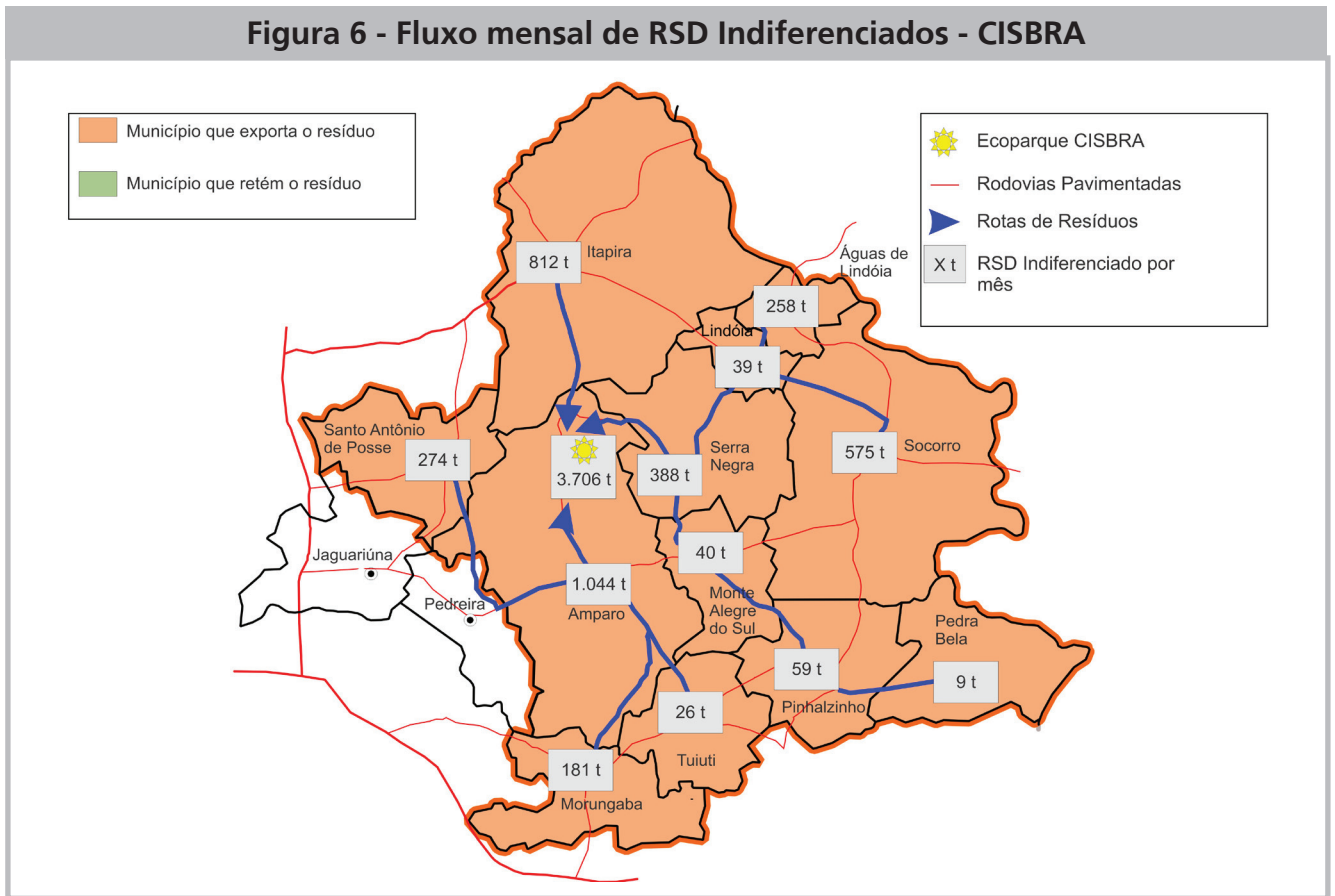 Figura 6 - Fluxo mensal de RSD Indiferenciados - CISBRA
Município que exporta o resíduo
Município que retém o resíduo
Ecoparque CISBRA
Rodovias Pavimentadas
Rotas de Resíduos
X t
RSD Indiferenciado por
mês
812 t
Itapira
Águas de
Lindóia
258 t
Lindóia
39 t
Santo Antônio
de Posse
274 t
3.706 t
388 t
Serra
Negra
575 t
Socorro
Jaguariúna
Pedreira
1.044 t
Amparo
40 t
Monte
Alegre
do Sul
Pedra
Bela
59 t
9 t
Pinhalzinho
26 t
Tuiuti
181 t
Morungaba